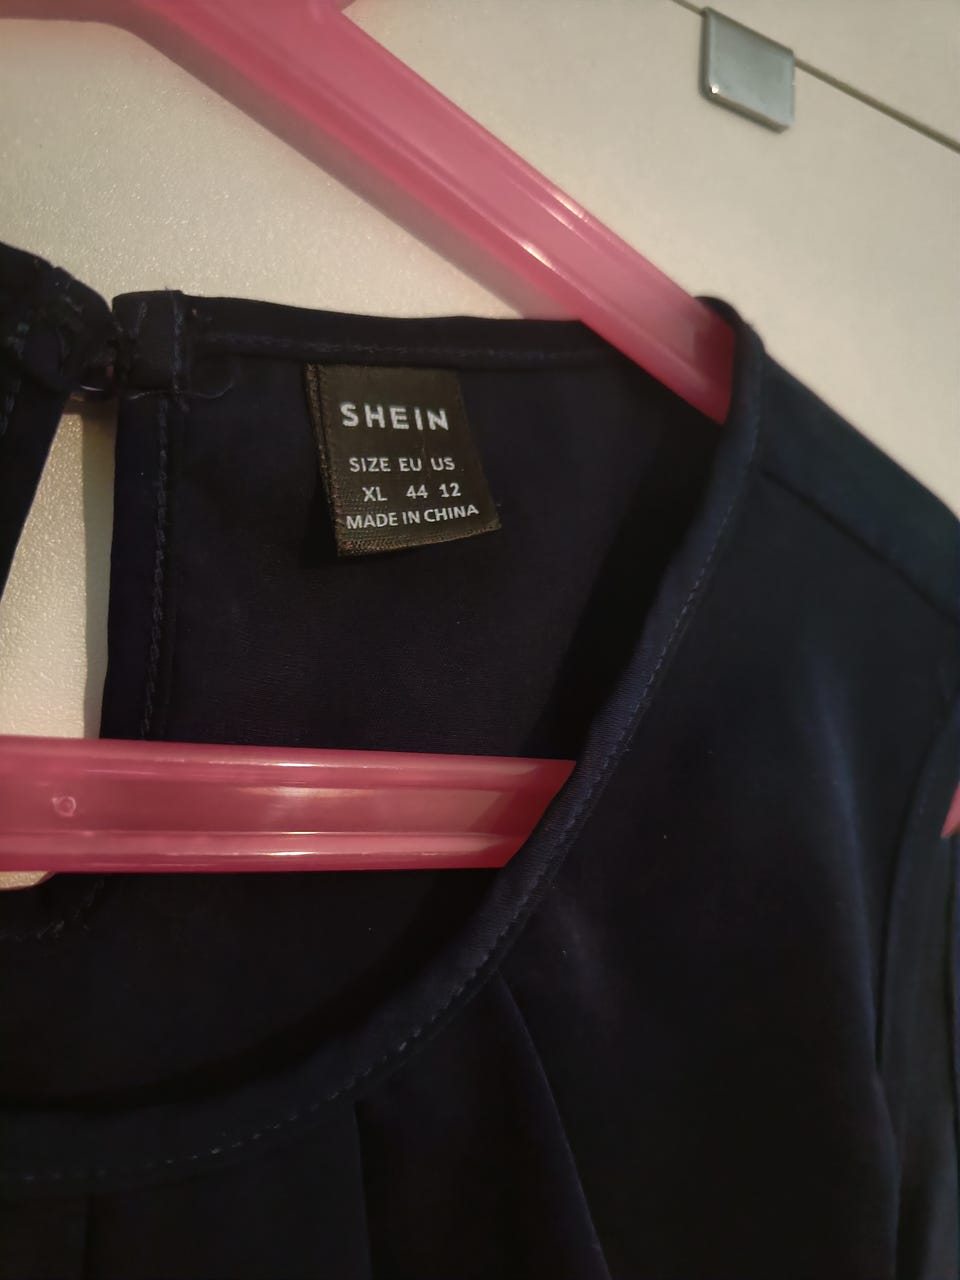 SHEIN
SIZE EU US
XL 44 12
MADE IN CHINA